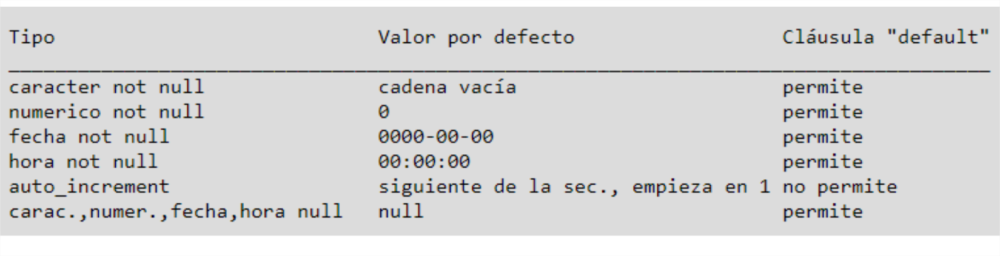 Tipo Valor por defecto Cláusula "default"
caracter not null cadena vacía permite
numerico not null 0 permite
fecha not null 0000-00-00 permite
hora not null 00:00:00 permite
auto_increment siguiente de la sec., empieza en 1 no permite
carac.,numer.,fecha,hora null null permite